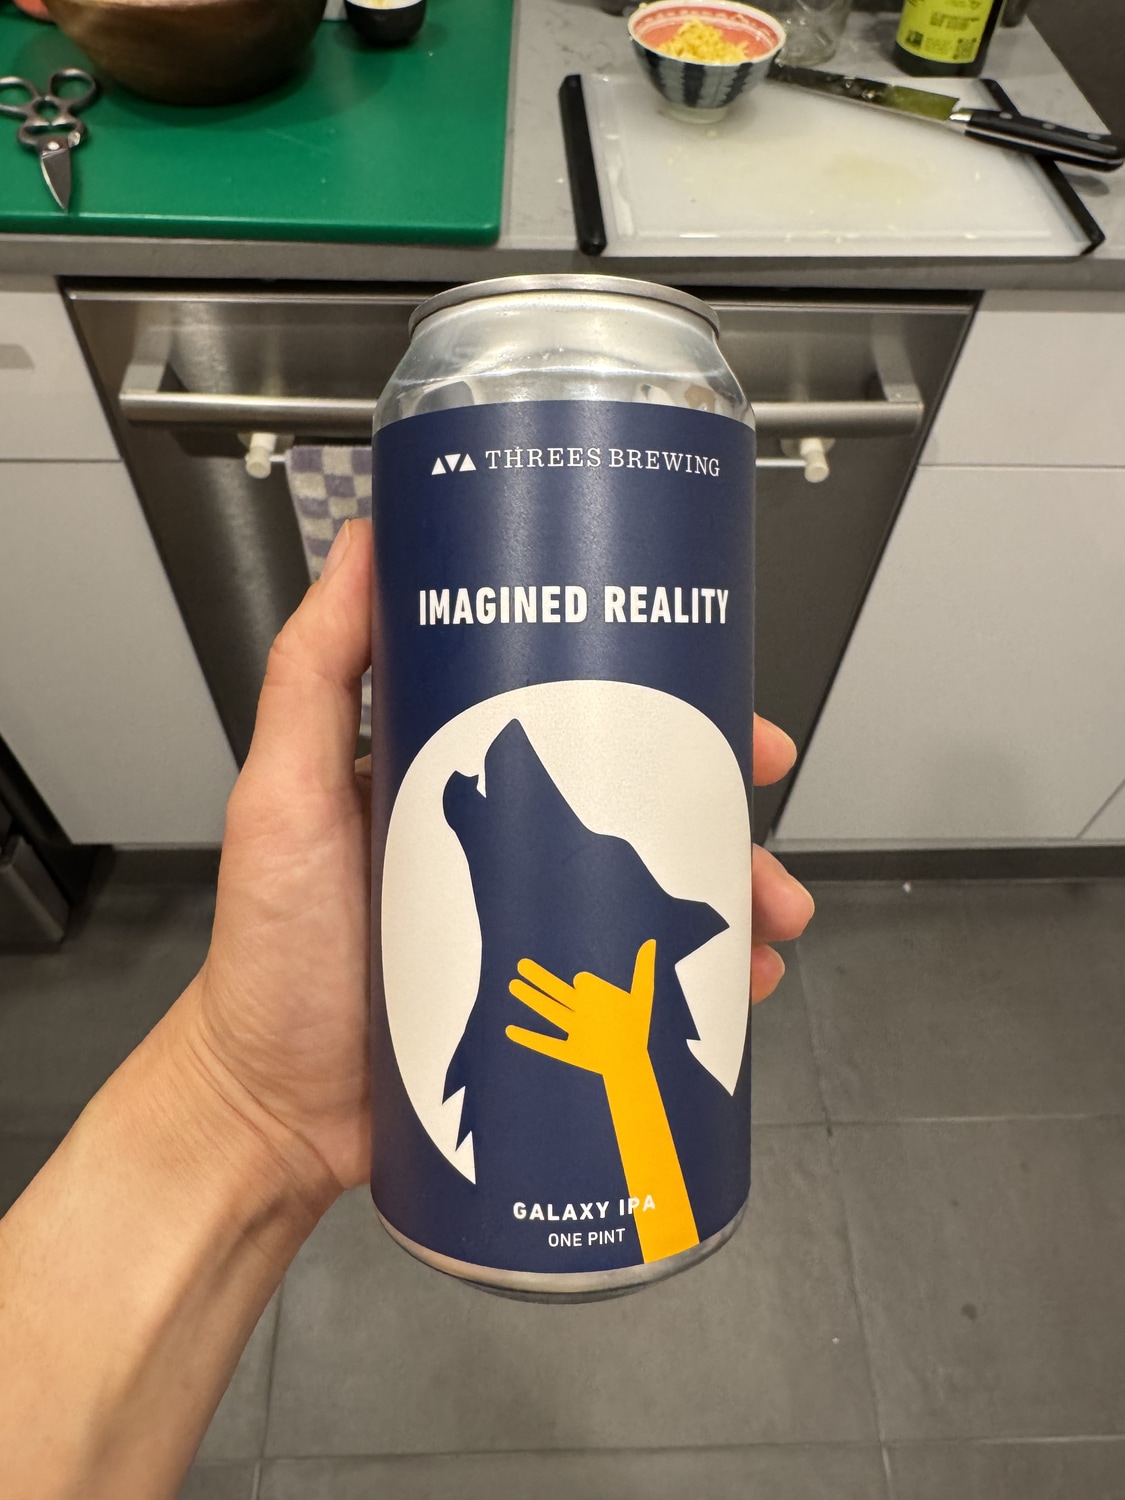 THREES BREWING
IMAGINED REALITY
GALAXY IPA
ONE PINT